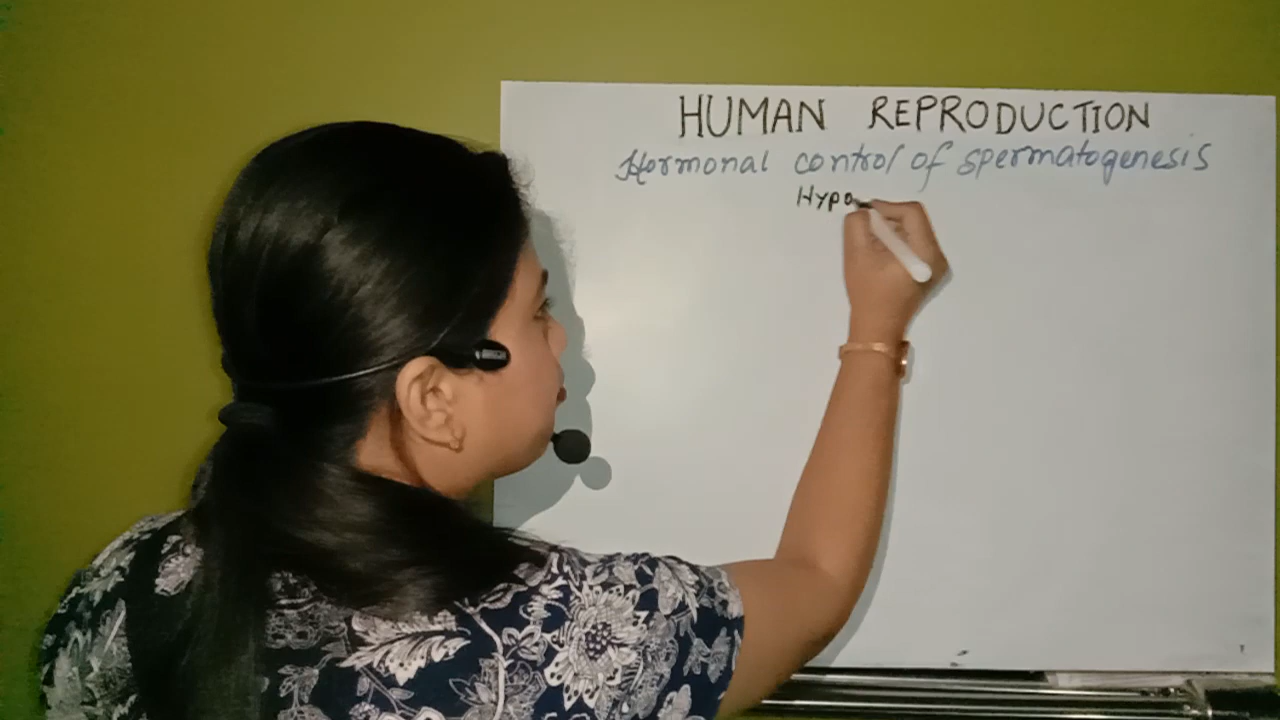 HUMAN REPRODUCTION
Hormonal control of spermatogenesis
Hypo